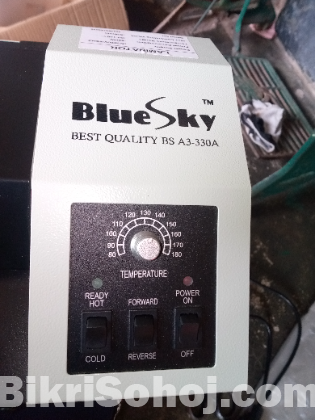 LAMINATOR
BlueSky™
BEST QUALITY BS A3-330A
120 130 140
110 150
100 160
90 170
80 180
TEMPERATURE
READY HOT
FORWARD
POWER ON
COLD
REVERSE
OFF
BikriSohoj.com